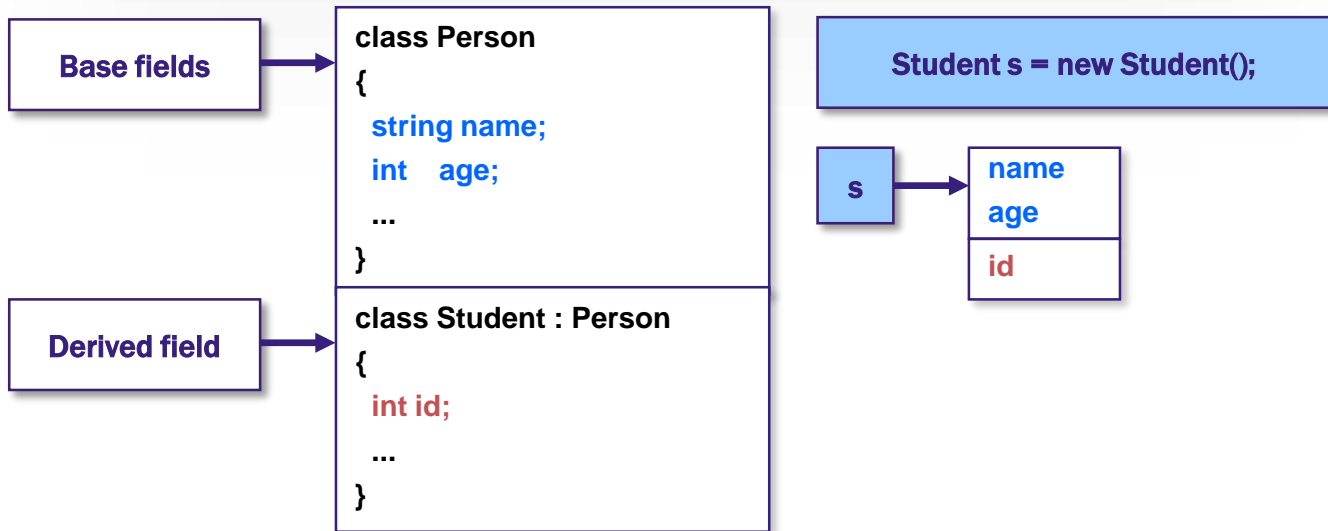 Base fields
class Person
{
string name;
int age;
...
}
Derived field
class Student : Person
{
int id;
...
}
Student s = new Student();
s
name
age
id